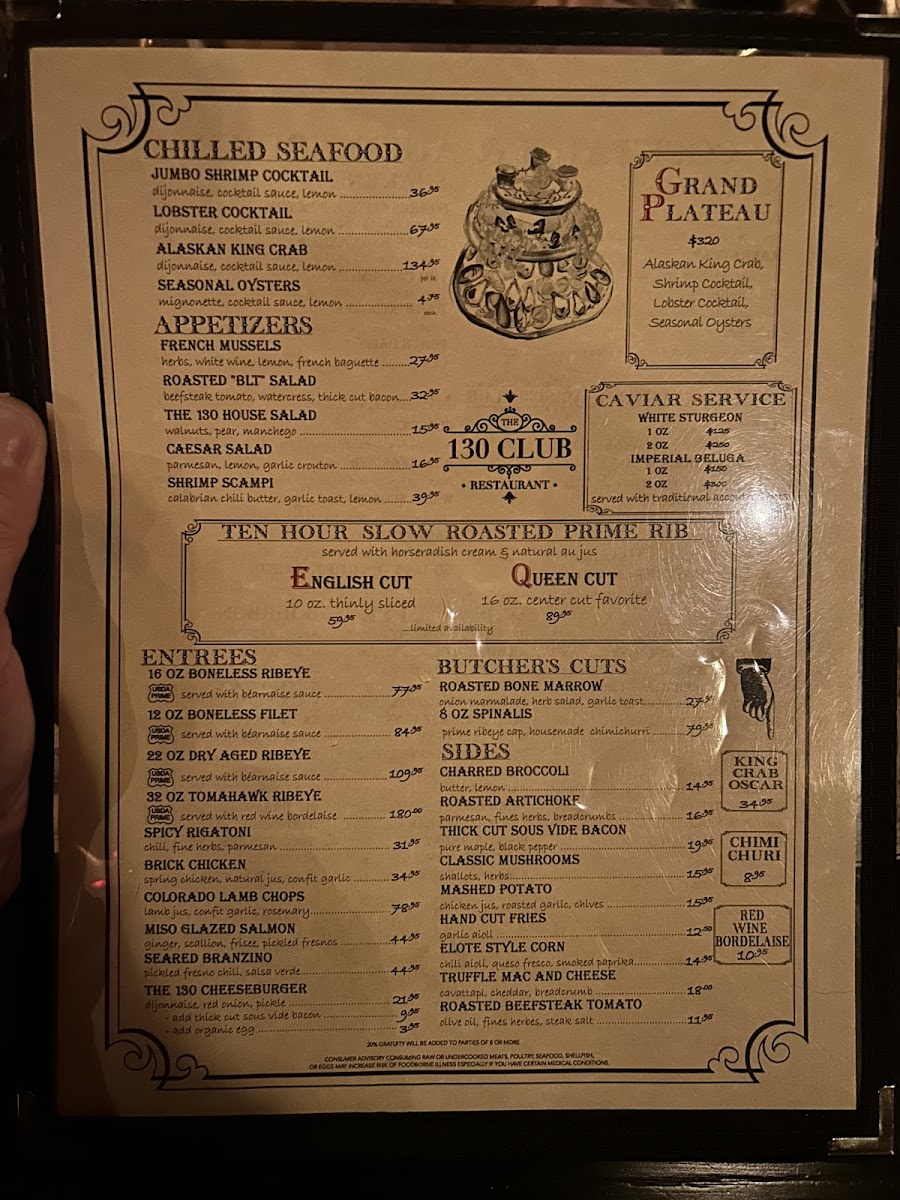 CHILLED SEAFOOD
JUMBO SHRIMP COCKTAIL
dijonnaise, cocktail sauce, lemon ..................36.95
LOBSTER COCKTAIL
dijonnaise, cocktail sauce, lemon ..................67.95
ALASKAN KING CRAB
dijonnaise, cocktail sauce, lemon ..................134.95
per lb.
SEASONAL OYSTERS
mignonette, cocktail sauce, lemon ..................4.95
each
GRAND
PLATEAU
$320
Alaskan King Crab,
Shrimp Cocktail,
Lobster Cocktail,
Seasonal Oysters
APPETIZERS
FRENCH MUSSELS
herbs, white wine, lemon, french baguette ........27.95
ROASTED "BLT" SALAD
beefsteak tomato, watercress, thick cut bacon....32.95
THE 130 HOUSE SALAD
walnuts, pear, manchego ..................15.95
CAESAR SALAD
parmesan, lemon, garlic crouton ..................16.95
SHRIMP SCAMPI
calabrian chili butter, garlic toast, lemon ........39.95
THE
130 CLUB
• RESTAURANT •
CAVIAR SERVICE
WHITE STURGEON
1 OZ $125
2 OZ $250
IMPERIAL BELUGA
1 OZ $150
2 OZ $300
served with traditional
TEN HOUR SLOW ROASTED PRIME RIB
served with horseradish cream & natural au jus
ENGLISH CUT
10 oz. thinly sliced
59.95
QUEEN CUT
16 oz. center cut favorite
89.95
...limited availability
ENTREES
16 OZ BONELESS RIBEYE
USDA PRIME served with béarnaise sauce ..................77.95
12 OZ BONELESS FILET
USDA PRIME served with béarnaise sauce ..................84.95
22 OZ DRY AGED RIBEYE
USDA PRIME served with béarnaise sauce ..................109.95
32 OZ TOMAHAWK RIBEYE
USDA PRIME served with red wine bordelaise ..................180.00
SPICY RIGATONI
chili, fine herbs, parmesan ..................31.95
BRICK CHICKEN
spring chicken, natural jus, confit garlic ..........34.95
COLORADO LAMB CHOPS
lamb jus, confit garlic, rosemary..................78.95
MISO GLAZED SALMON
ginger, scallion, frisee, pickled fresnos ............44.95
SEARED BRANZINO
pickled fresno chili, salsa verde..................44.95
THE 130 CHEESEBURGER
dijonnaise, red onion, pickle ..................21.95
- add thick cut sous vide bacon ..................9.95
- add organic egg ..................3.95
BUTCHER'S CUTS
ROASTED BONE MARROW
onion marmalade, herb salad, garlic toast..........27
8 OZ SPINALIS
prime ribeye cap, housemade chimichurri..........79.95
SIDES
CHARRED BROCCOLI
butter, lemon ..................14.95
ROASTED ARTICHOKE
parmesan, fines herbs, breadcrumbs ..................16.95
THICK CUT SOUS VIDE BACON
pure maple, black pepper ..................19.95
CLASSIC MUSHROOMS
shallots, herbs..................15.95
MASHED POTATO
chicken jus, roasted garlic, chives ..................15.95
HAND CUT FRIES
garlic aioli ..................12.50
ELOTE STYLE CORN
chili aioli, queso fresco, smoked paprika..........14.95
TRUFFLE MAC AND CHEESE
cavattapi, cheddar, breadcrumb..................18.00
ROASTED BEEFSTEAK TOMATO
olive oil, fines herbes, steak salt ..................11.95
KING
CRAB
OSCAR
34.95
CHIMI
CHURI
8.95
RED
WINE
BORDELAISE
10.95
20% GRATUITY WILL BE ADDED TO PARTIES OF 8 OR MORE
CONSUMER ADVISORY CONSUMING RAW OR UNDERCOOKED MEATS, POULTRY, SEAFOOD, SHELLFISH,
OR EGGS MAY INCREASE RISK OF FOODBORNE ILLNESS ESPECIALLY IF YOU HAVE CERTAIN MEDICAL CONDITIONS.